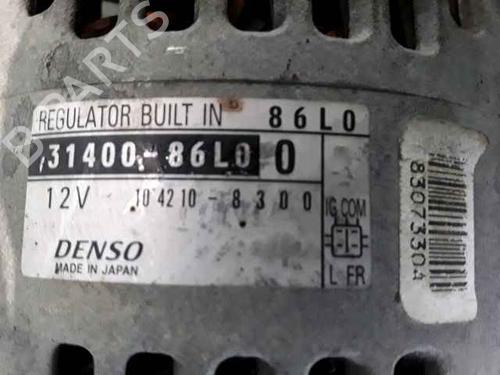 B-PARTS
REGULATOR BUILT IN 86L0
31400-86L0 0
12V 104210-8300
IG COM
DENSO
MADE IN JAPAN
L FR
83073304